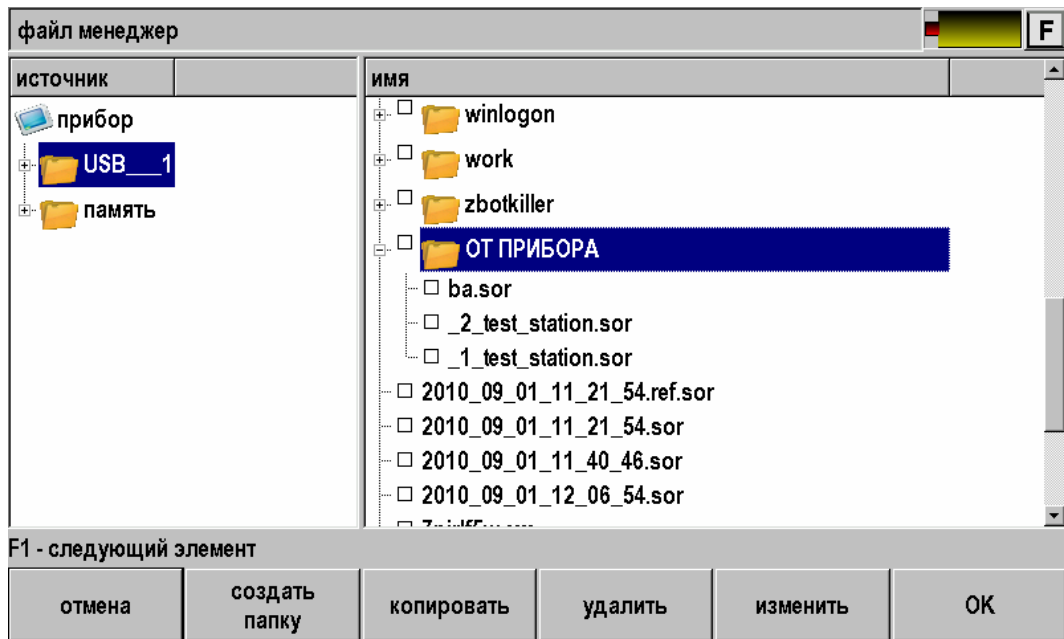 файл менеджер
F
источник
имя
прибор
USB___1
память
winlogon
work
zbotkiller
ОТ ПРИБОРА
ba.sor
_2_test_station.sor
_1_test_station.sor
2010_09_01_11_21_54.ref.sor
2010_09_01_11_21_54.sor
2010_09_01_11_40_46.sor
2010_09_01_12_06_54.sor
F1 - следующий элемент
отмена
создать
папку
копировать
удалить
изменить
OK